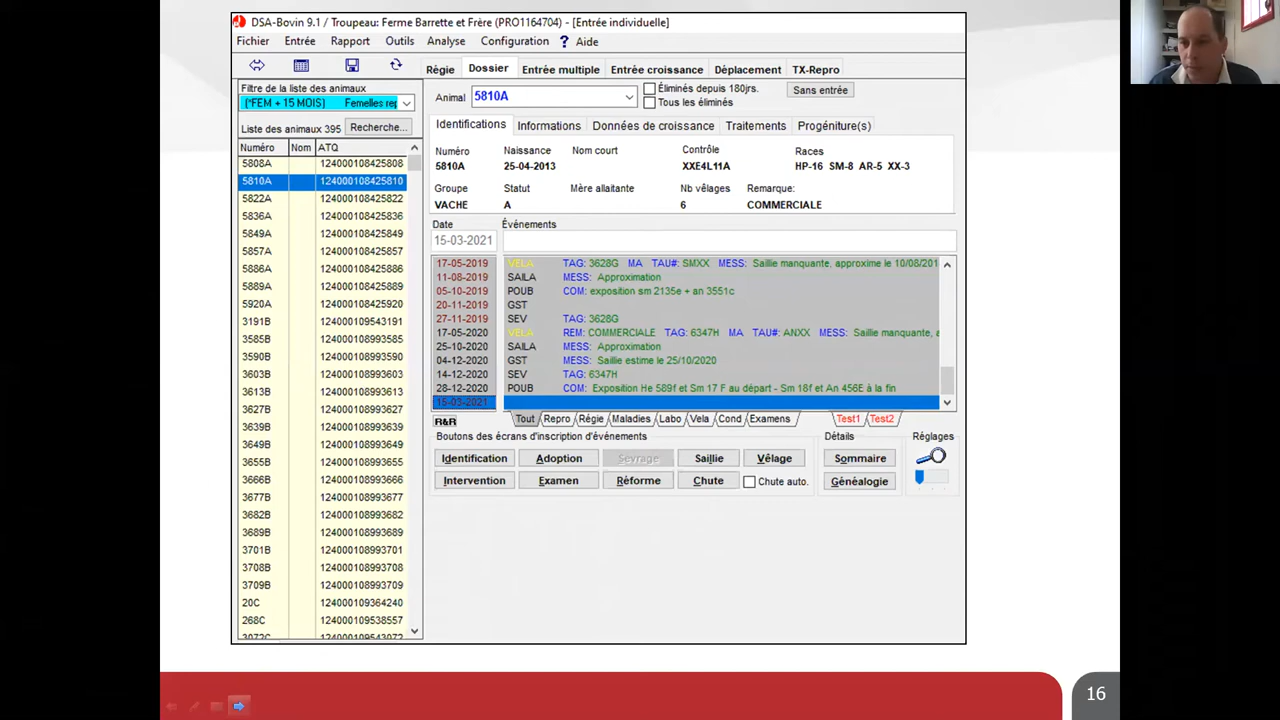 DSA-Bovin 9.1 / Troupeau: Ferme Barrette et Frère (PRO1164704) - [Entrée individuelle]
Fichier Entrée Rapport Outils Analyse Configuration ? Aide
Régie Dossier Entrée multiple Entrée croissance Déplacement TX-Repro
Filtre de la liste des animaux
(*FEM + 15 MOIS) Femelles rep
Liste des animaux 395 Recherche...
Numéro Nom ATQ
5808A 124000108425808
5810A 124000108425810
5822A 124000108425822
5836A 124000108425836
5849A 124000108425849
5857A 124000108425857
5886A 124000108425886
5889A 124000108425889
5920A 124000108425920
3191B 124000109543191
3585B 124000108993585
3590B 124000108993590
3603B 124000108993603
3613B 124000108993613
3627B 124000108993627
3639B 124000108993639
3649B 124000108993649
3655B 124000108993655
3666B 124000108993666
3677B 124000108993677
3682B 124000108993682
3689B 124000108993689
3701B 124000108993701
3708B 124000108993708
3709B 124000108993709
20C 124000109364240
268C 124000109538557
3072C 124000109543072
Animal 5810A Éliminés depuis 180jrs. Sans entrée
Tous les éliminés
Identifications Informations Données de croissance Traitements Progéniture(s)
Numéro Naissance Nom court Contrôle Races
5810A 25-04-2013 XXE4L11A HP-16 SM-8 AR-5 XX-3
Groupe Statut Mère allaitante Nb vêlages Remarque:
VACHE A 6 COMMERCIALE
Date Événements
15-03-2021
17-05-2019 VELA TAG: 3628G MA TAU#: SMXX MESS: Saillie manquante, approxime le 10/08/201
11-08-2019 SAILA MESS: Approximation
05-10-2019 POUB COM: exposition sm 2135e + an 3551c
20-11-2019 GST
27-11-2019 SEV TAG: 3628G
17-05-2020 VELA REM: COMMERCIALE TAG: 6347H MA TAU#: ANXX MESS: Saillie manquante, a
25-10-2020 SAILA MESS: Approximation
04-12-2020 GST MESS: Saillie estime le 25/10/2020
14-12-2020 SEV TAG: 6347H
28-12-2020 POUB COM: Exposition He 589f et Sm 17 F au départ - Sm 18f et An 456E à la fin
15-03-2021
R&R Tout Repro Régie Maladies Labo Vela Cond Examens Test1 Test2
Boutons des écrans d'inscription d'événements Détails Réglages
Identification Adoption Sevrage Saillie Vêlage Sommaire
Intervention Examen Réforme Chute Chute auto. Généalogie
16